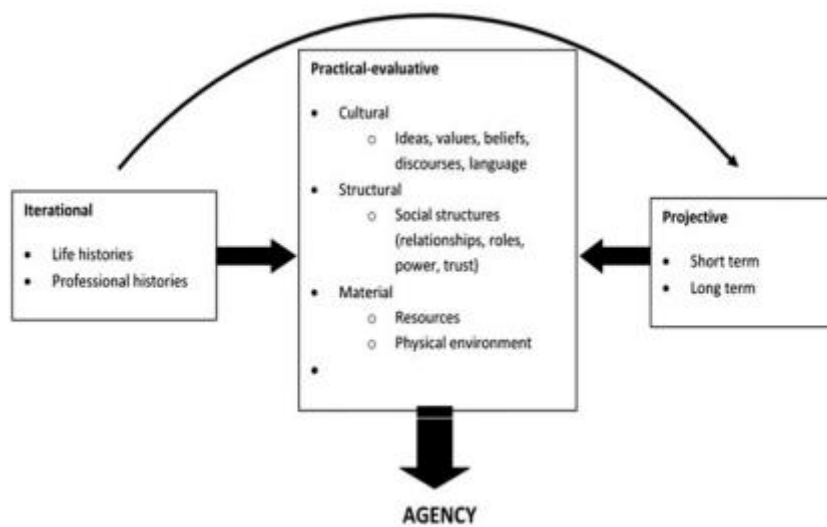 Practical-evaluative
• Cultural
o Ideas, values, beliefs,
discourses, language
• Structural
o Social structures
(relationships, roles,
power, trust)
• Material
o Resources
o Physical environment
•
Iterational
• Life histories
• Professional histories
Projective
• Short term
• Long term
AGENCY